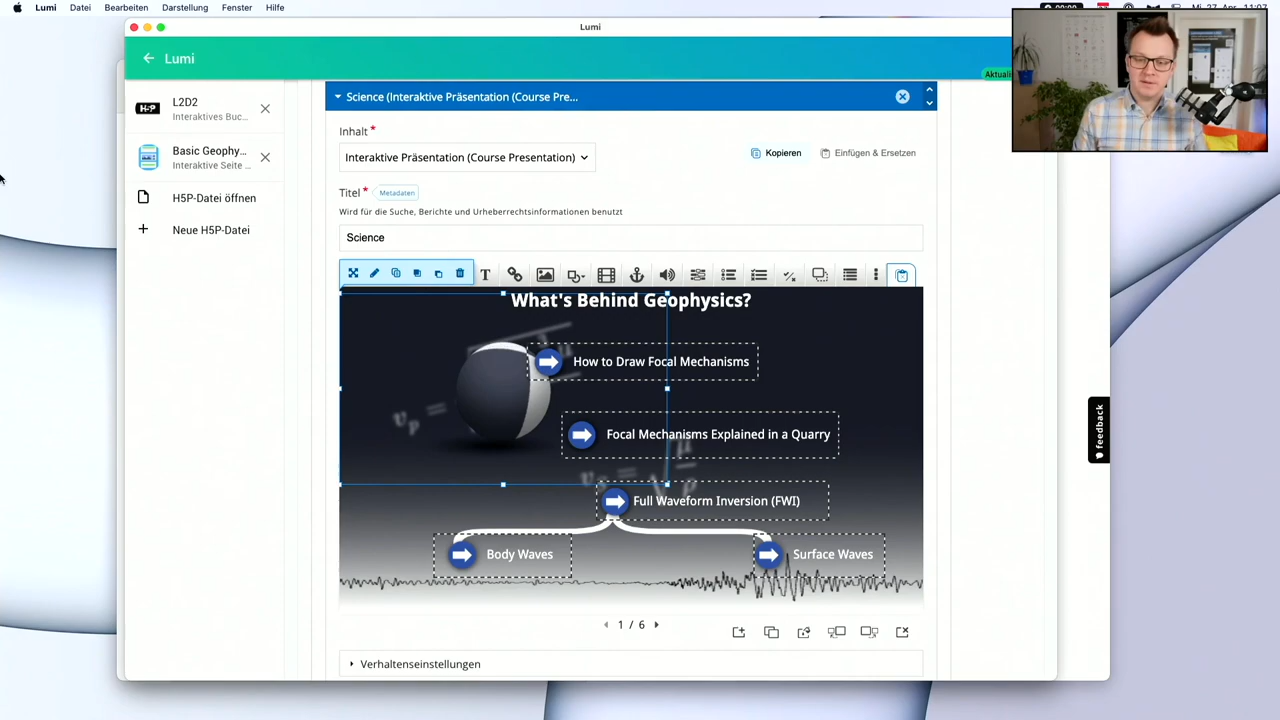 Lumi Datei Bearbeiten Darstellung Fenster Hilfe
Lumi
Lumi
L2D2
Interaktives Buc...
Basic Geophy...
Interaktive Seite ...
H5P-Datei öffnen
Neue H5P-Datei
Science (Interaktive Präsentation (Course Pre...
Inhalt*
Interaktive Präsentation (Course Presentation)
Kopieren
Einfügen & Ersetzen
Titel* Metadaten
Wird für die Suche, Berichte und Urheberrechtsinformationen benutzt
Science
What's Behind Geophysics?
How to Draw Focal Mechanisms
Focal Mechanisms Explained in a Quarry
Full Waveform Inversion (FWI)
Body Waves
Surface Waves
1 / 6
Verhaltenseinstellungen
feedback